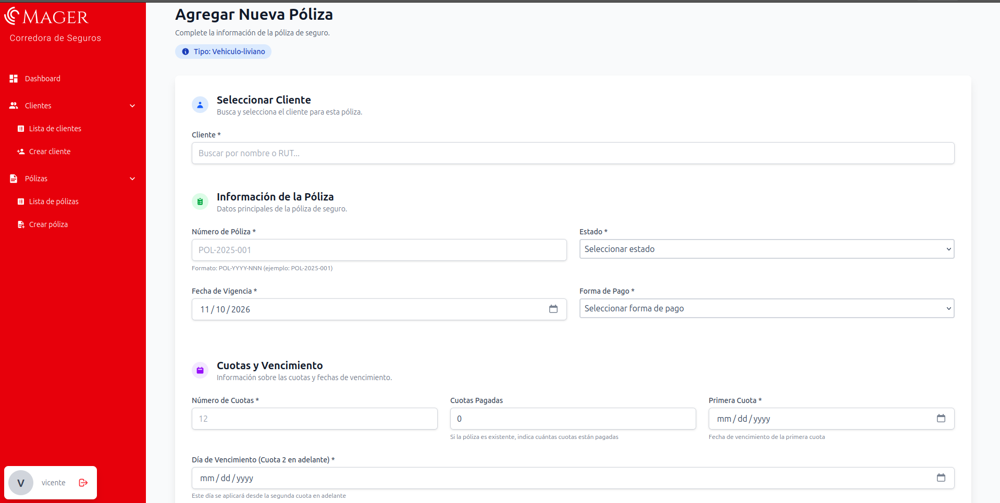 MAGER
Corredora de Seguros
Dashboard
Clientes
Lista de clientes
Crear cliente
Pólizas
Lista de pólizas
Crear póliza
V
vicente
Agregar Nueva Póliza
Complete la información de la póliza de seguro.
Tipo: Vehiculo-liviano
Seleccionar Cliente
Busca y selecciona el cliente para esta póliza.
Cliente *
Buscar por nombre o RUT...
Información de la Póliza
Datos principales de la póliza de seguro.
Número de Póliza *
POL-2025-001
Formato: POL-YYYY-NNN (ejemplo: POL-2025-001)
Estado *
Seleccionar estado
Fecha de Vigencia *
11/10/2026
Forma de Pago *
Seleccionar forma de pago
Cuotas y Vencimiento
Información sobre las cuotas y fechas de vencimiento.
Número de Cuotas *
12
Cuotas Pagadas
0
Si la póliza es existente, indica cuántas cuotas están pagadas
Primera Cuota *
mm/dd/yyyy
Fecha de vencimiento de la primera cuota
Día de Vencimiento (Cuota 2 en adelante) *
mm/dd/yyyy
Este día se aplicará desde la segunda cuota en adelante